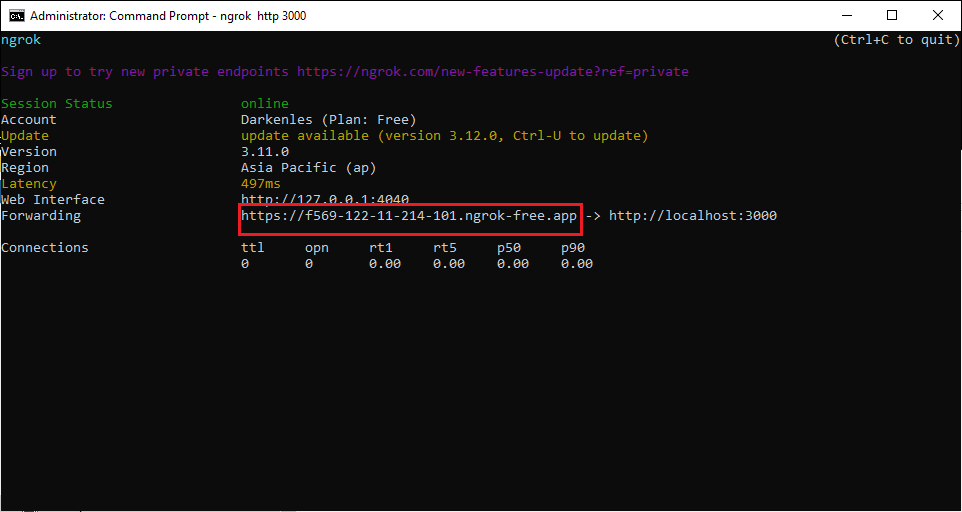 Administrator: Command Prompt - ngrok http 3000
ngrok (Ctrl+C to quit)
Sign up to try new private endpoints https://ngrok.com/new-features-update?ref=private
Session Status online
Account Darkenles (Plan: Free)
Update update available (version 3.12.0, Ctrl-U to update)
Version 3.11.0
Region Asia Pacific (ap)
Latency 497ms
Web Interface http://127.0.0.1:4040
Forwarding https://f569-122-11-214-101.ngrok-free.app -> http://localhost:3000
Connections ttl opn rt1 rt5 p50 p90
0 0 0.00 0.00 0.00 0.00